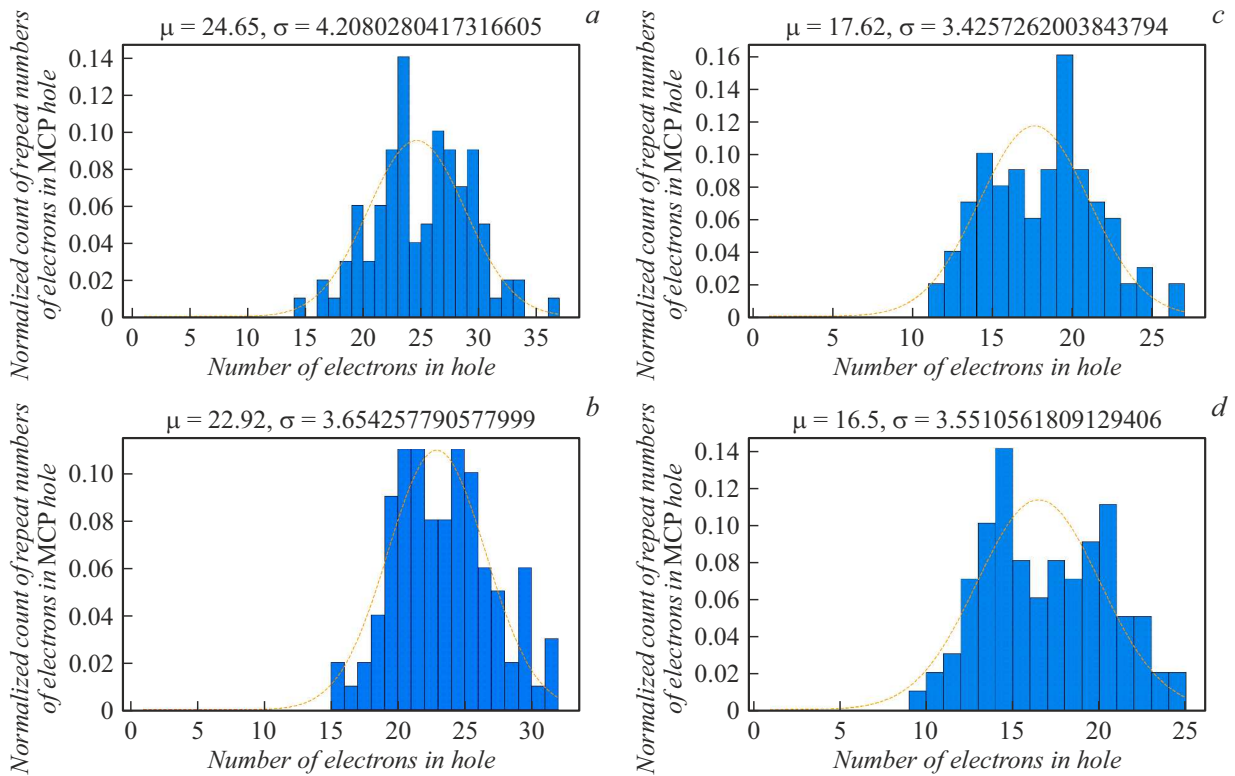 a
μ = 24.65, σ = 4.2080280417316605
Normalized count of repeat numbers
of electrons in MCP hole
0.14
0.12
0.10
0.08
0.06
0.04
0.02
0
0 5 10 15 20 25 30 35
Number of electrons in hole
c
μ = 17.62, σ = 3.4257262003843794
Normalized count of repeat numbers
of electrons in MCP hole
0.16
0.14
0.12
0.10
0.08
0.06
0.04
0.02
0
0 5 10 15 20 25
Number of electrons in hole
b
μ = 22.92, σ = 3.654257790577999
Normalized count of repeat numbers
of electrons in MCP hole
0.10
0.08
0.06
0.04
0.02
0
0 5 10 15 20 25 30
Number of electrons in hole
d
μ = 16.5, σ = 3.5510561809129406
Normalized count of repeat numbers
of electrons in MCP hole
0.14
0.12
0.10
0.08
0.06
0.04
0.02
0
0 5 10 15 20 25
Number of electrons in hole